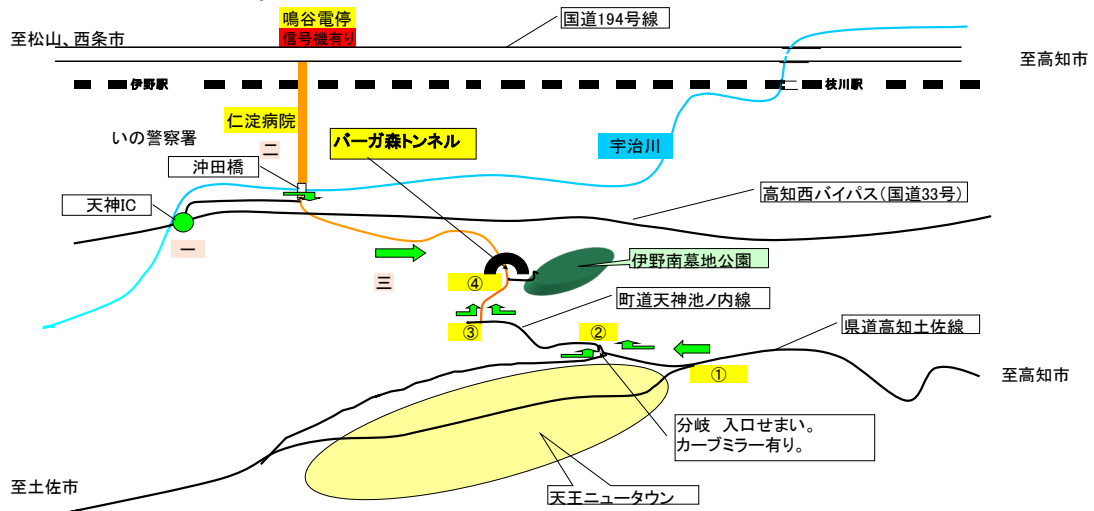 国道194号線
鳴谷電停
信号機有り
至松山、西条市
至高知市
伊野駅
枝川駅
仁淀病院
いの警察署
二
バーガ森トンネル
宇治川
沖田橋
天神IC
高知西バイパス(国道33号)
一
三
伊野南墓地公園
④
町道天神池ノ内線
③
②
県道高知土佐線
①
至高知市
分岐 入口せまい。
カーブミラー有り。
至土佐市
天王ニュータウン